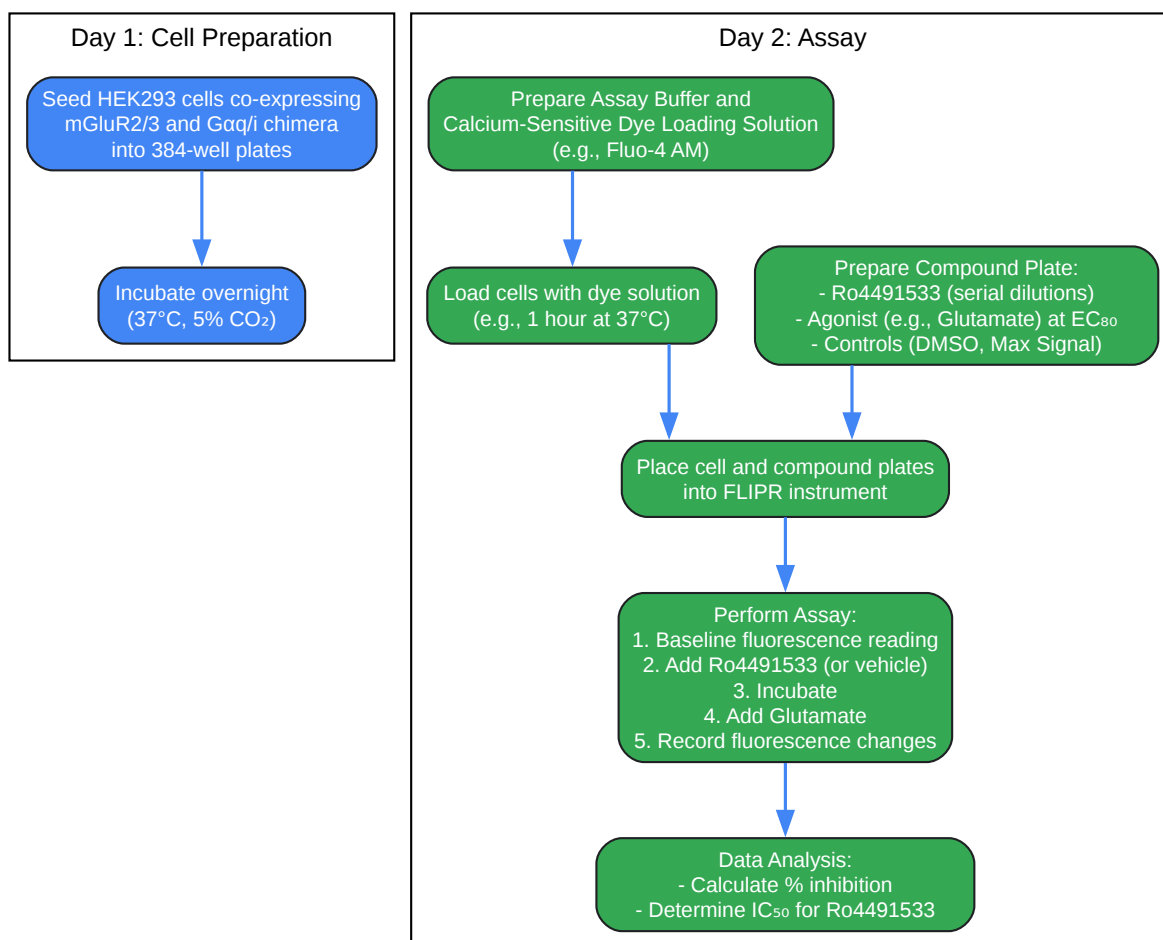 Day 1: Cell Preparation
Seed HEK293 cells co-expressing
mGluR2/3 and Gαq/i chimera
into 384-well plates
Incubate overnight
(37°C, 5% CO₂)
Day 2: Assay
Prepare Assay Buffer and
Calcium-Sensitive Dye Loading Solution
(e.g., Fluo-4 AM)
Load cells with dye solution
(e.g., 1 hour at 37°C)
Prepare Compound Plate:
- Ro4491533 (serial dilutions)
- Agonist (e.g., Glutamate) at EC₈₀
- Controls (DMSO, Max Signal)
Place cell and compound plates
into FLIPR instrument
Perform Assay:
1. Baseline fluorescence reading
2. Add Ro4491533 (or vehicle)
3. Incubate
4. Add Glutamate
5. Record fluorescence changes
Data Analysis:
- Calculate % inhibition
- Determine IC₅₀ for Ro4491533